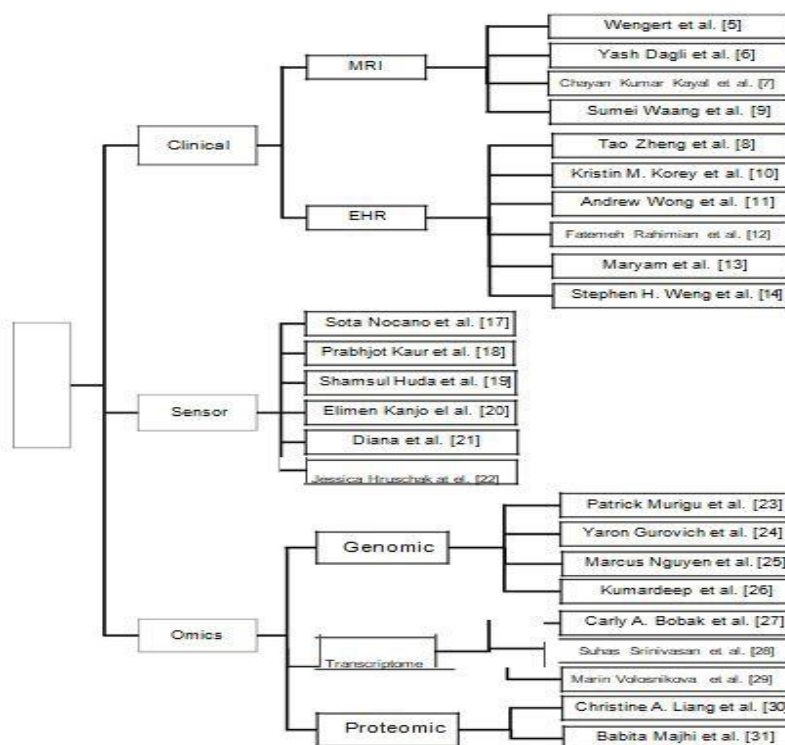 Wengert et al. [5]
MRI
Yash Dagli et al. [6]
Chayan Kumar Kayal et al. [7]
Sumei Waang et al. [9]
Clinical
Tao Zheng et al. [8]
Kristin M. Korey et al. [10]
EHR
Andrew Wong et al. [11]
Fatemeh Rahimian et al. [12]
Maryam et al. [13]
Stephen H. Weng et al. [14]
Sensor
Sota Nocano et al. [17]
Prabhjot Kaur et al. [18]
Shamsul Huda et al. [19]
Elimen Kanjo el al. [20]
Diana et al. [21]
Jessica Hruschak at el. [22]
Omics
Genomic
Patrick Murigu et al. [23]
Yaron Gurovich et al. [24]
Marcus Nguyen et al. [25]
Kumardeep et al. [26]
Transcriptome
Carly A. Bobak et al. [27]
Suhas Srinivasan et al. [28]
Marin Volosnikova et al. [29]
Proteomic
Christine A. Liang et al. [30]
Babita Majhi et al. [31]